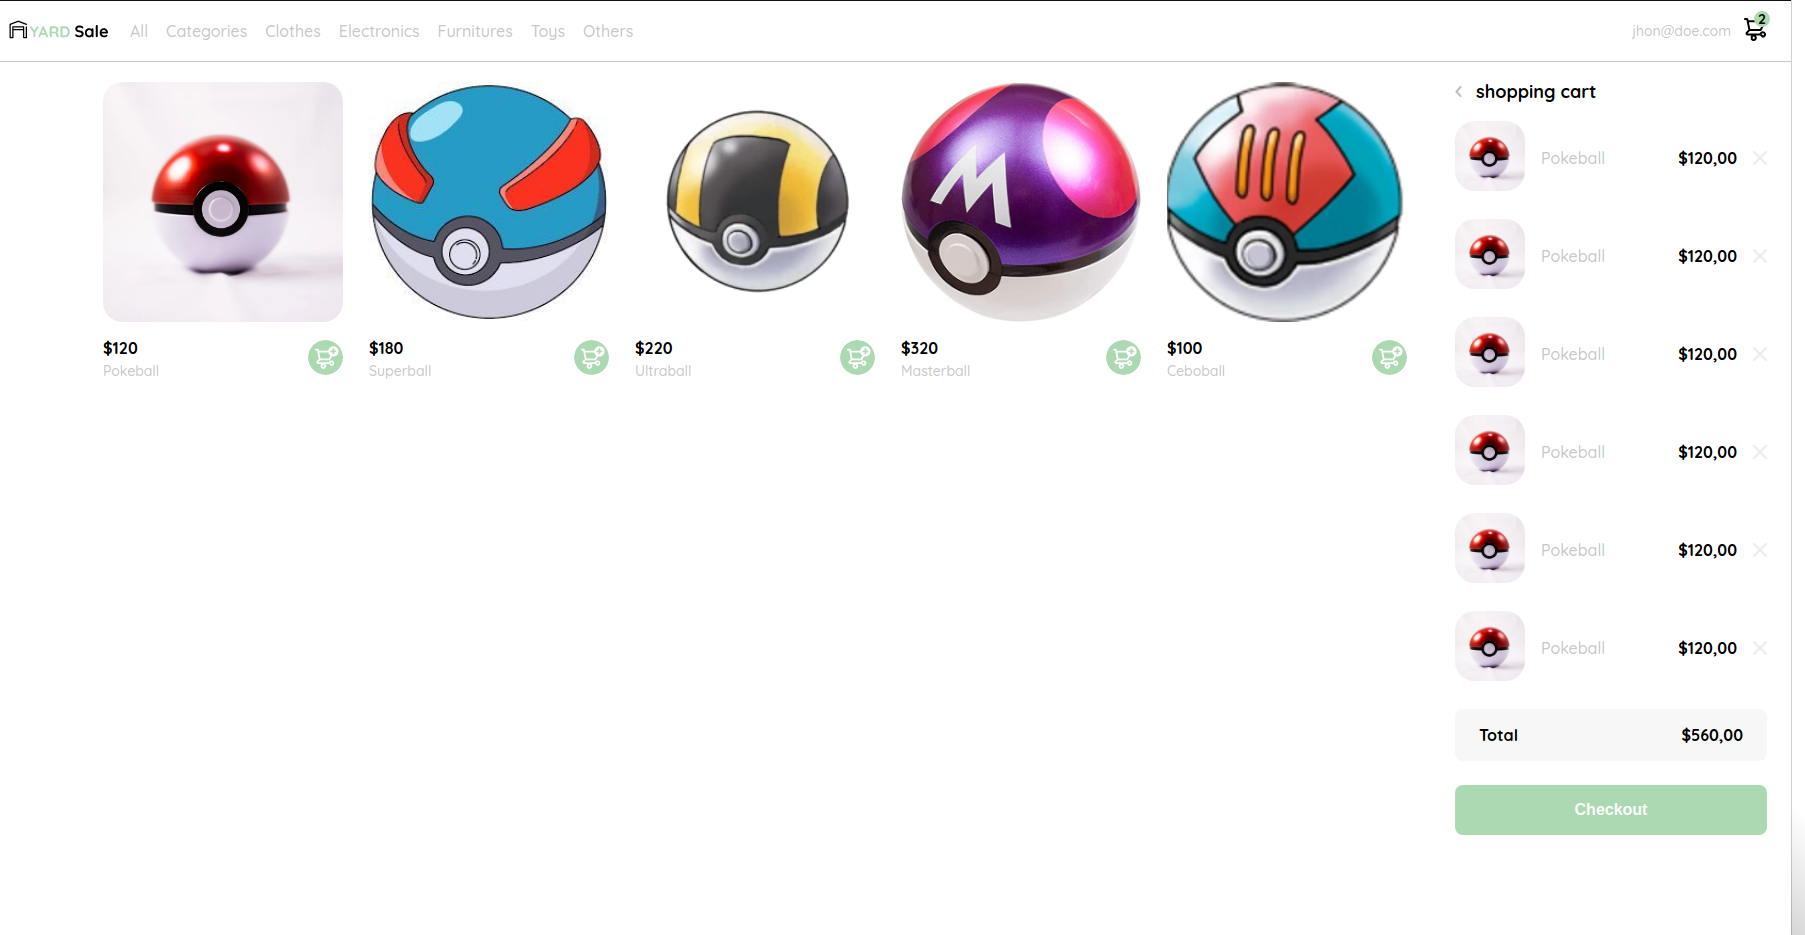 YARD Sale All Categories Clothes Electronics Furnitures Toys Others jhon@doe.com 2
$120
Pokeball
$180
Superball
$220
Ultraball
M
$320
Masterball
$100
Ceboball
shopping cart
Pokeball $120,00
Pokeball $120,00
Pokeball $120,00
Pokeball $120,00
Pokeball $120,00
Pokeball $120,00
Total $560,00
Checkout